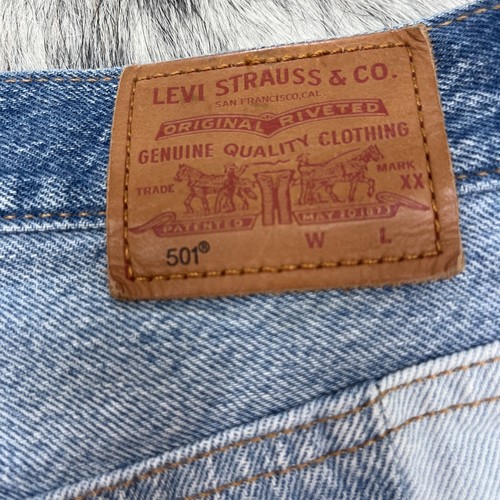 LEVI STRAUSS & CO.
SAN FRANCISCO, CAL.
ORIGINAL RIVETED
GENUINE QUALITY CLOTHING
TRADE MARK
XX
PATENTED MAY 20 1873
501® W L